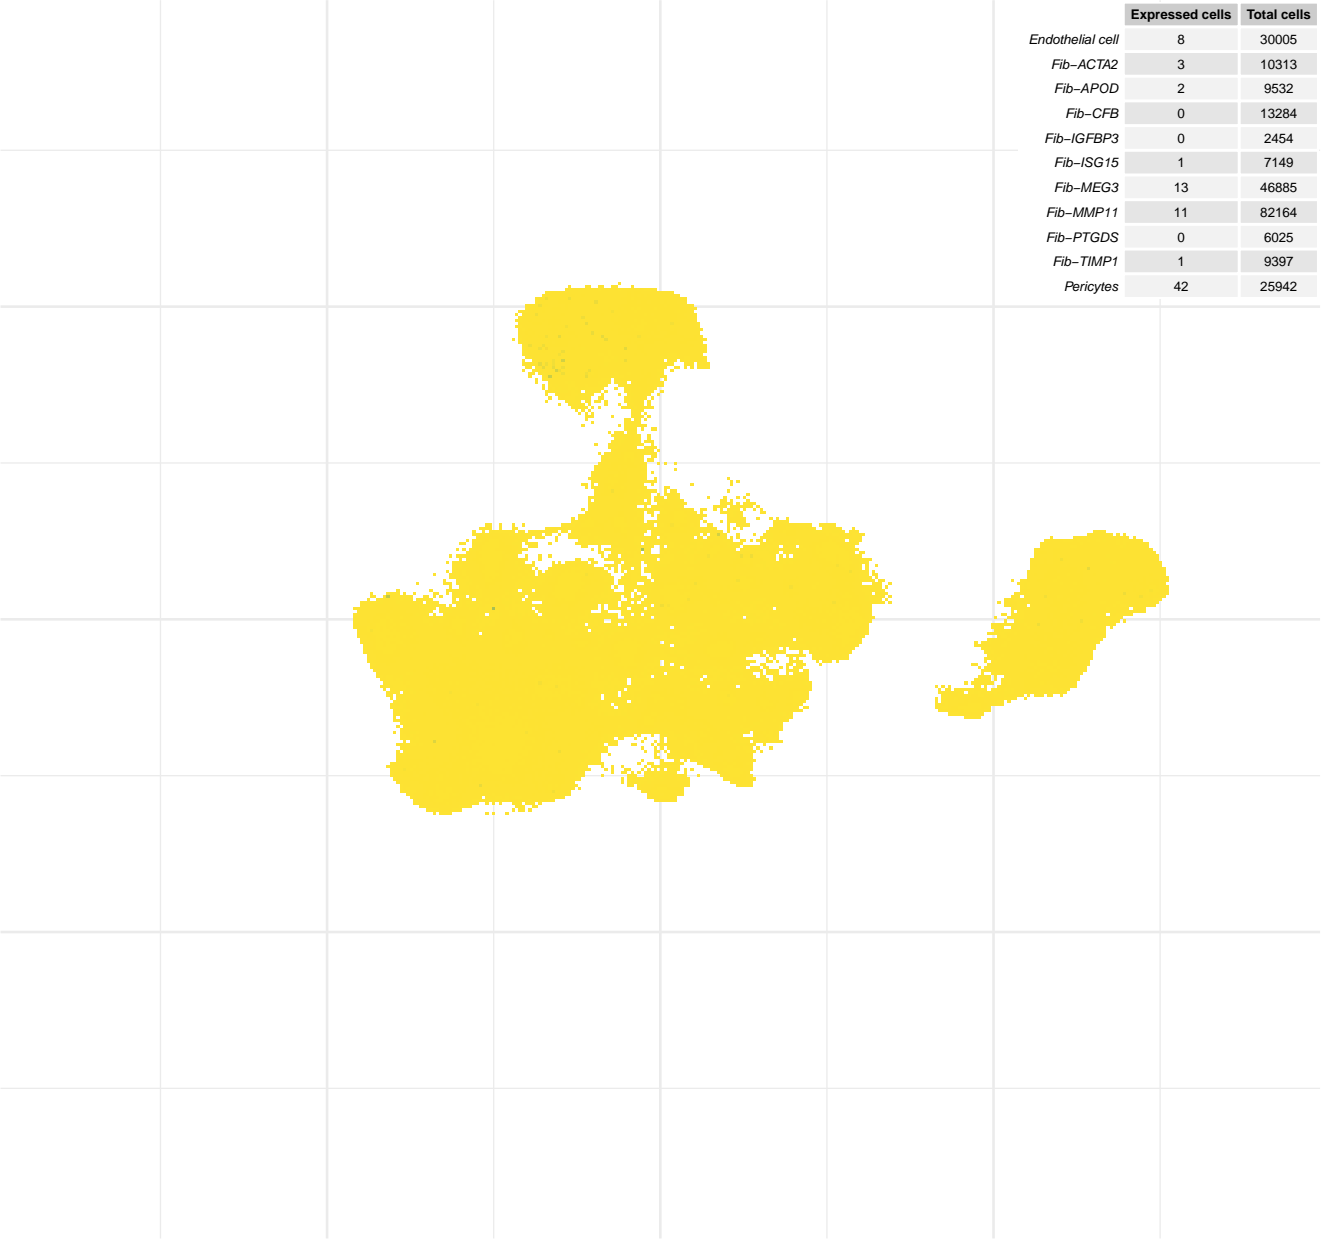 Expressed cells Total cells
Endothelial cell 8 30005
Fib−ACTA2 3 10313
Fib−APOD 2 9532
Fib−CFB 0 13284
Fib−IGFBP3 0 2454
Fib−ISG15 1 7149
Fib−MEG3 13 46885
Fib−MMP11 11 82164
Fib−PTGDS 0 6025
Fib−TIMP1 1 9397
Pericytes 42 25942